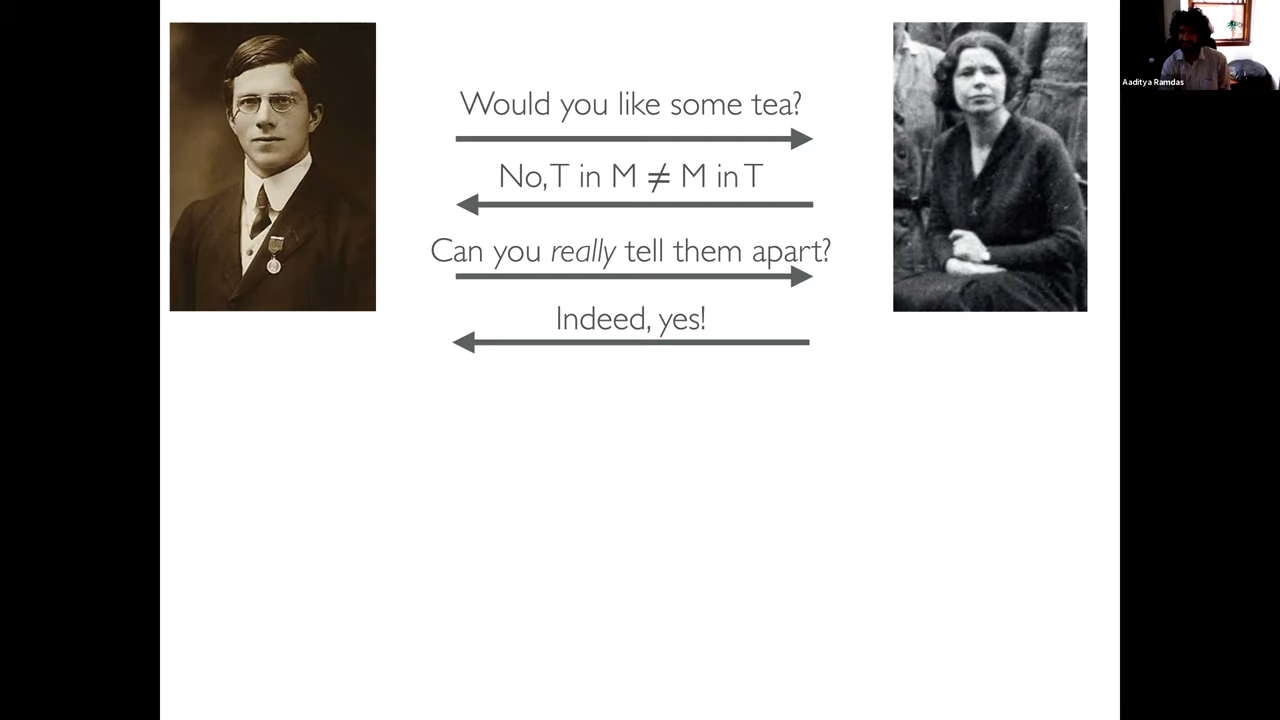 Would you like some tea?
No, T in M ≠ M in T
Can you really tell them apart?
Indeed, yes!
Aaditya Ramdas